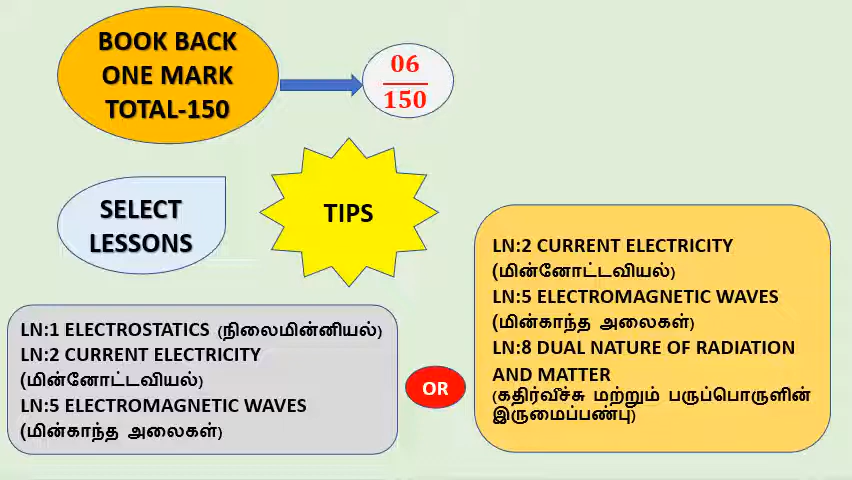 BOOK BACK
ONE MARK
TOTAL-150
06
150
SELECT
LESSONS
TIPS
LN:1 ELECTROSTATICS (நிலைமின்னியல்)
LN:2 CURRENT ELECTRICITY
(மின்னோட்டவியல்)
LN:5 ELECTROMAGNETIC WAVES
(மின்காந்த அலைகள்)
OR
LN:2 CURRENT ELECTRICITY
(மின்னோட்டவியல்)
LN:5 ELECTROMAGNETIC WAVES
(மின்காந்த அலைகள்)
LN:8 DUAL NATURE OF RADIATION
AND MATTER
(கதிர்வீச்சு மற்றும் பருப்பொருளின்
இருமைப்பண்பு)